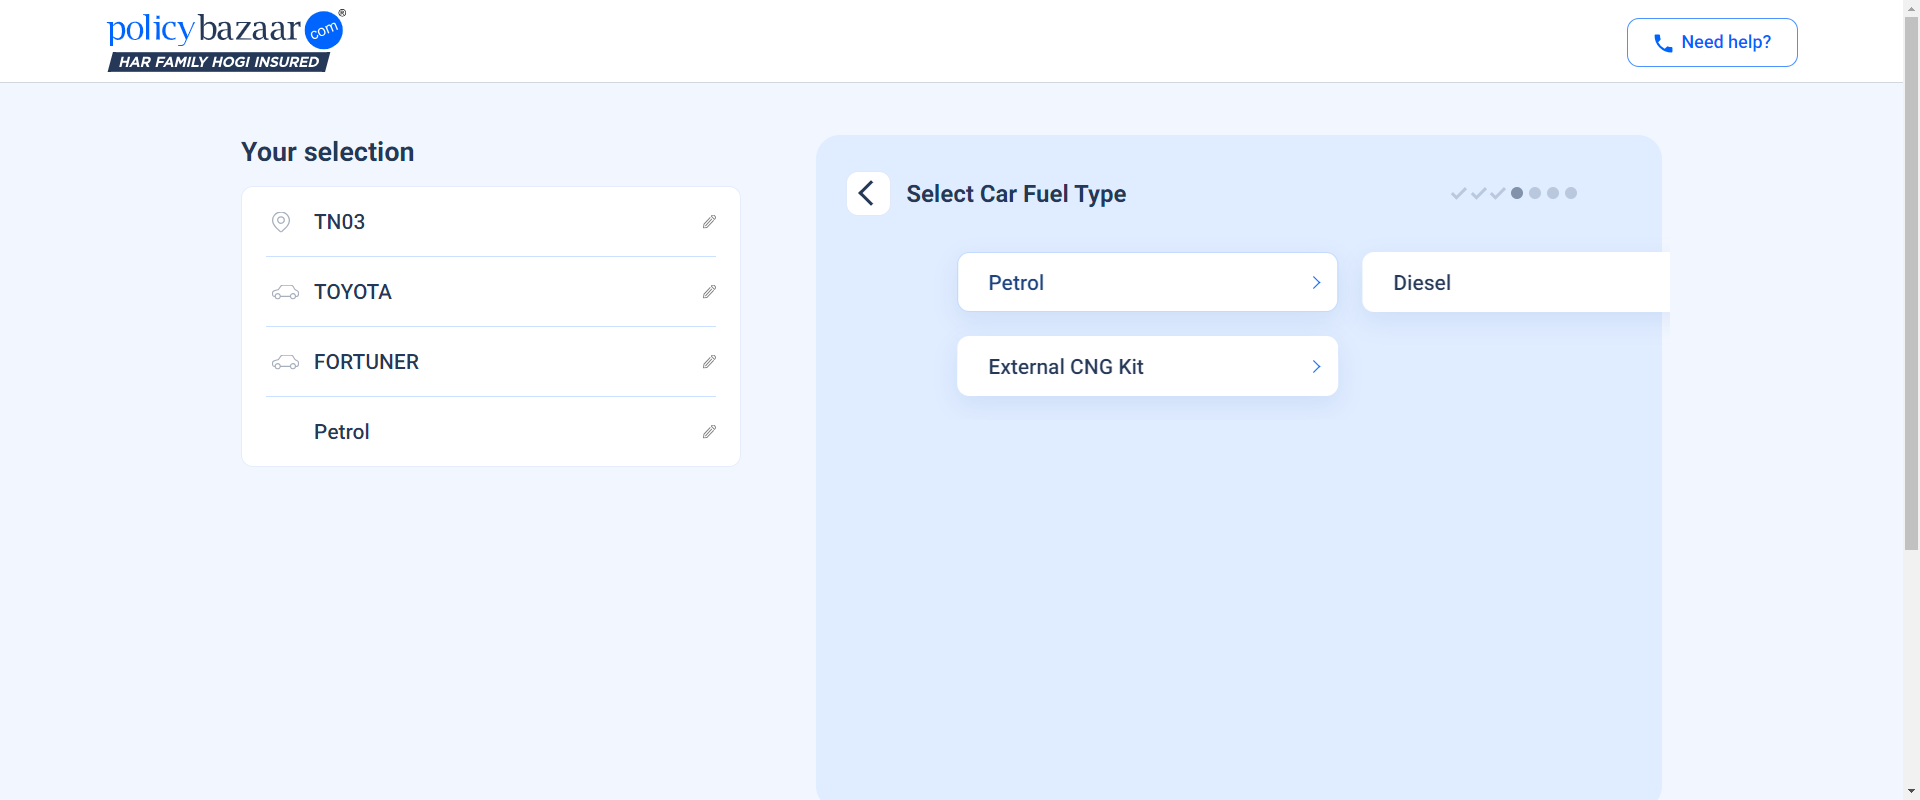 policybazaar.com®
HAR FAMILY HOGI INSURED
Need help?
Your selection
TN03
TOYOTA
FORTUNER
Petrol
Select Car Fuel Type
Petrol
Diesel
External CNG Kit